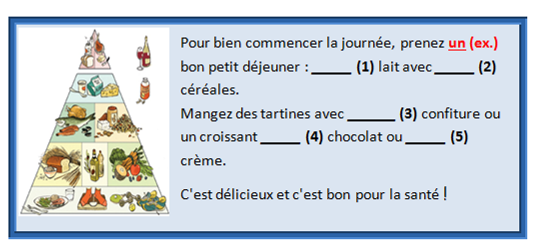 Pour bien commencer la journée, prenez un (ex.)
bon petit déjeuner : _____ (1) lait avec _____ (2)
céréales.
Mangez des tartines avec ______ (3) confiture ou
un croissant _____ (4) chocolat ou _____ (5)
crème.
C'est délicieux et c'est bon pour la santé !